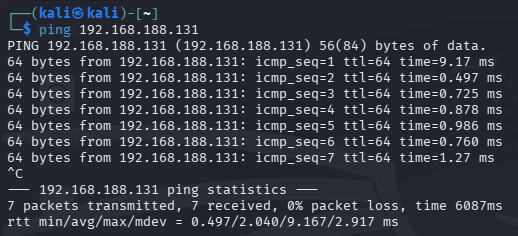 ┌──(kali㉿kali)-[~]
└─$ ping 192.168.188.131
PING 192.168.188.131 (192.168.188.131) 56(84) bytes of data.
64 bytes from 192.168.188.131: icmp_seq=1 ttl=64 time=9.17 ms
64 bytes from 192.168.188.131: icmp_seq=2 ttl=64 time=0.497 ms
64 bytes from 192.168.188.131: icmp_seq=3 ttl=64 time=0.725 ms
64 bytes from 192.168.188.131: icmp_seq=4 ttl=64 time=0.878 ms
64 bytes from 192.168.188.131: icmp_seq=5 ttl=64 time=0.986 ms
64 bytes from 192.168.188.131: icmp_seq=6 ttl=64 time=0.760 ms
64 bytes from 192.168.188.131: icmp_seq=7 ttl=64 time=1.27 ms
^C
--- 192.168.188.131 ping statistics ---
7 packets transmitted, 7 received, 0% packet loss, time 6087ms
rtt min/avg/max/mdev = 0.497/2.040/9.167/2.917 ms